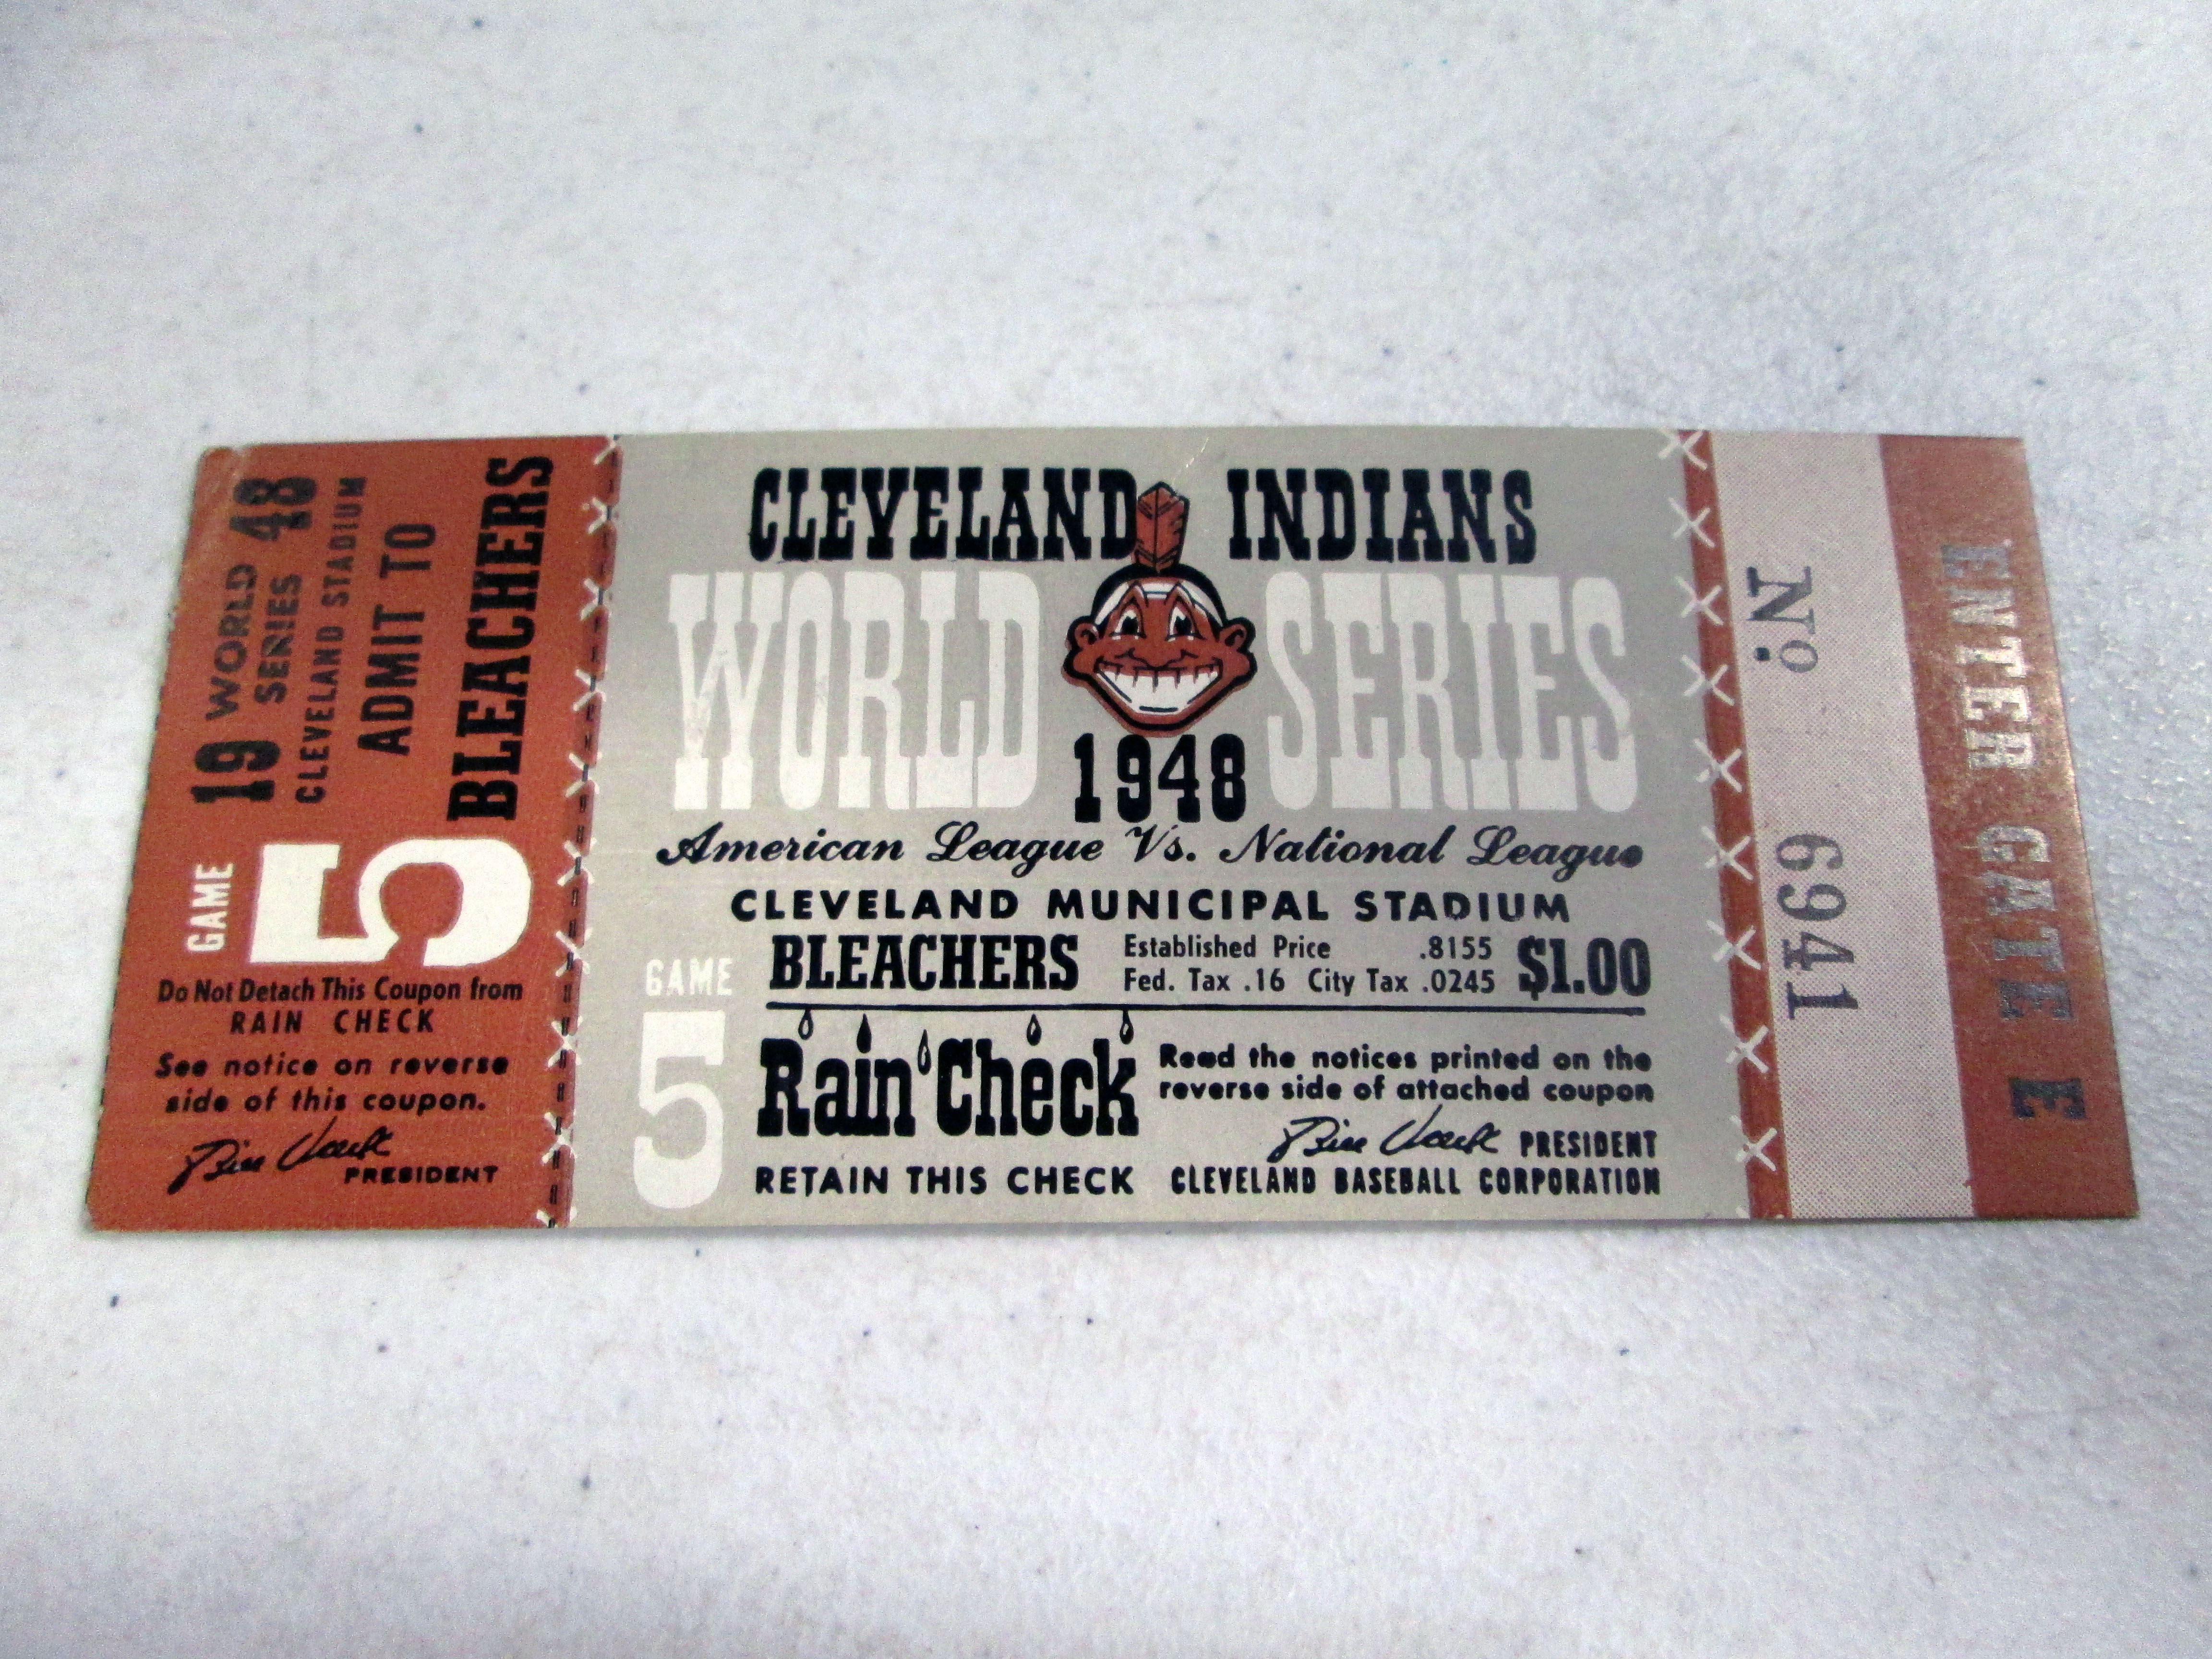 19 WORLD SERIES 48
CLEVELAND STADIUM
ADMIT TO
BLEACHERS
GAME
5
Do Not Detach This Coupon from
RAIN CHECK
See notice on reverse
side of this coupon.
Bill Veeck
PRESIDENT
CLEVELAND INDIANS
WORLD SERIES
1948
American League Vs. National League
CLEVELAND MUNICIPAL STADIUM
GAME
5
BLEACHERS
Established Price .8155
Fed. Tax .16 City Tax .0245
$1.00
Rain Check
Read the notices printed on the
reverse side of attached coupon
Bill Veeck PRESIDENT
RETAIN THIS CHECK
CLEVELAND BASEBALL CORPORATION
No. 6941
ENTER GATE E